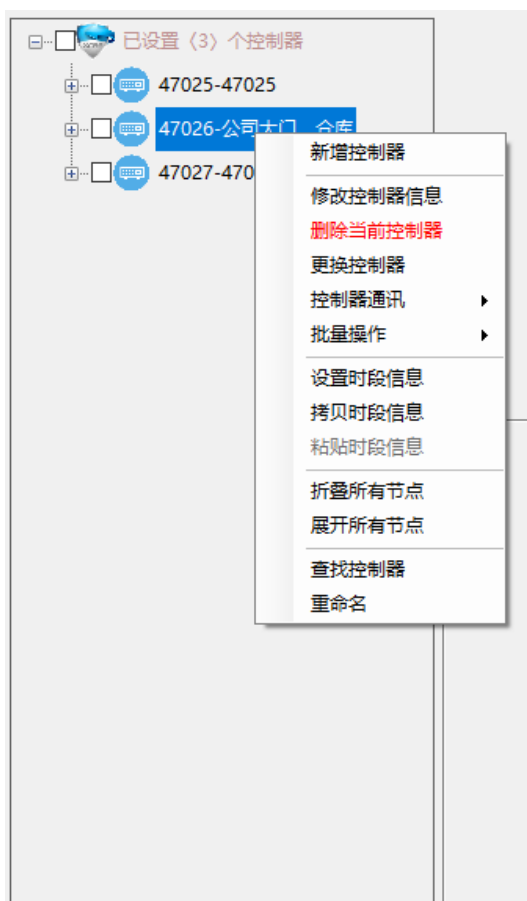 已设置〈3〉个控制器
47025-47025
47026-公司大门、仓库
47027-470
新增控制器
修改控制器信息
删除当前控制器
更换控制器
控制器通讯
批量操作
设置时段信息
拷贝时段信息
粘贴时段信息
折叠所有节点
展开所有节点
查找控制器
重命名